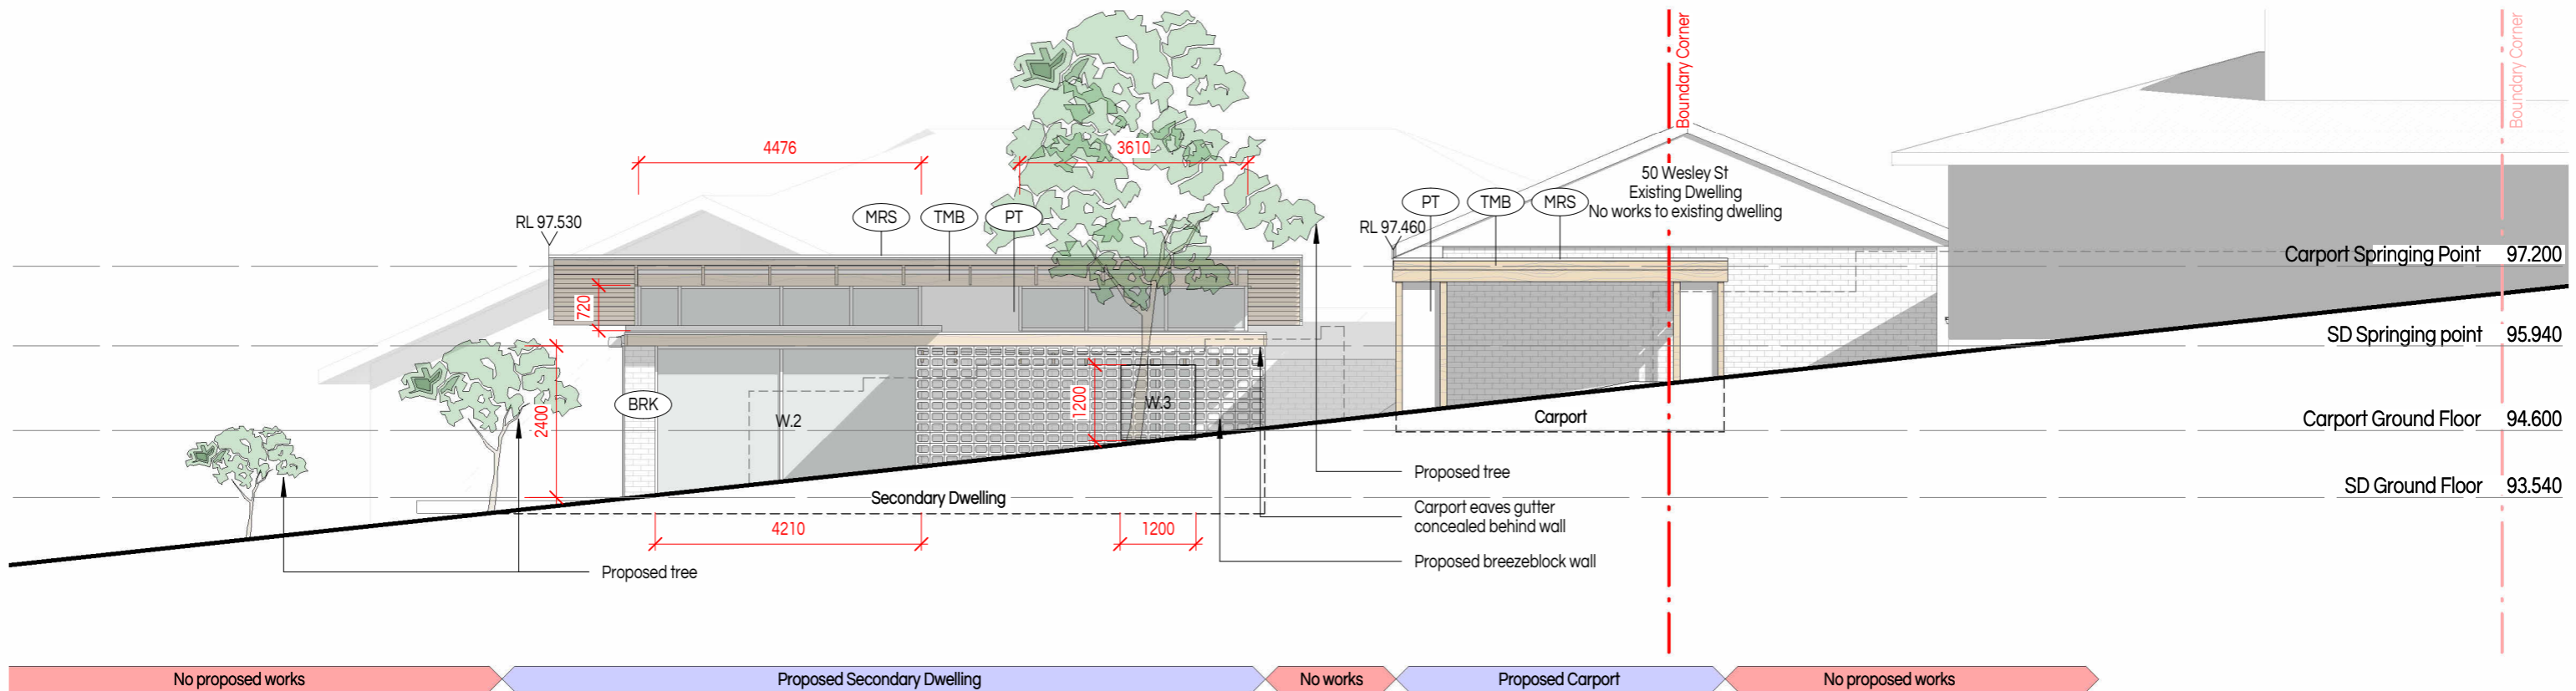 Boundary Corner
Boundary Corner
4476
3610
50 Wesley St
Existing Dwelling
No works to existing dwelling
RL 97.530
MRS
TMB
PT
RL 97.460
PT
TMB
MRS
Carport Springing Point 97.200
720
SD Springing point 95.940
BRK
2400
W.2
1200
W.3
Carport
Carport Ground Floor 94.600
Proposed tree
Secondary Dwelling
SD Ground Floor 93.540
Carport eaves gutter
concealed behind wall
4210
1200
Proposed breezeblock wall
Proposed tree
No proposed works
Proposed Secondary Dwelling
No works
Proposed Carport
No proposed works